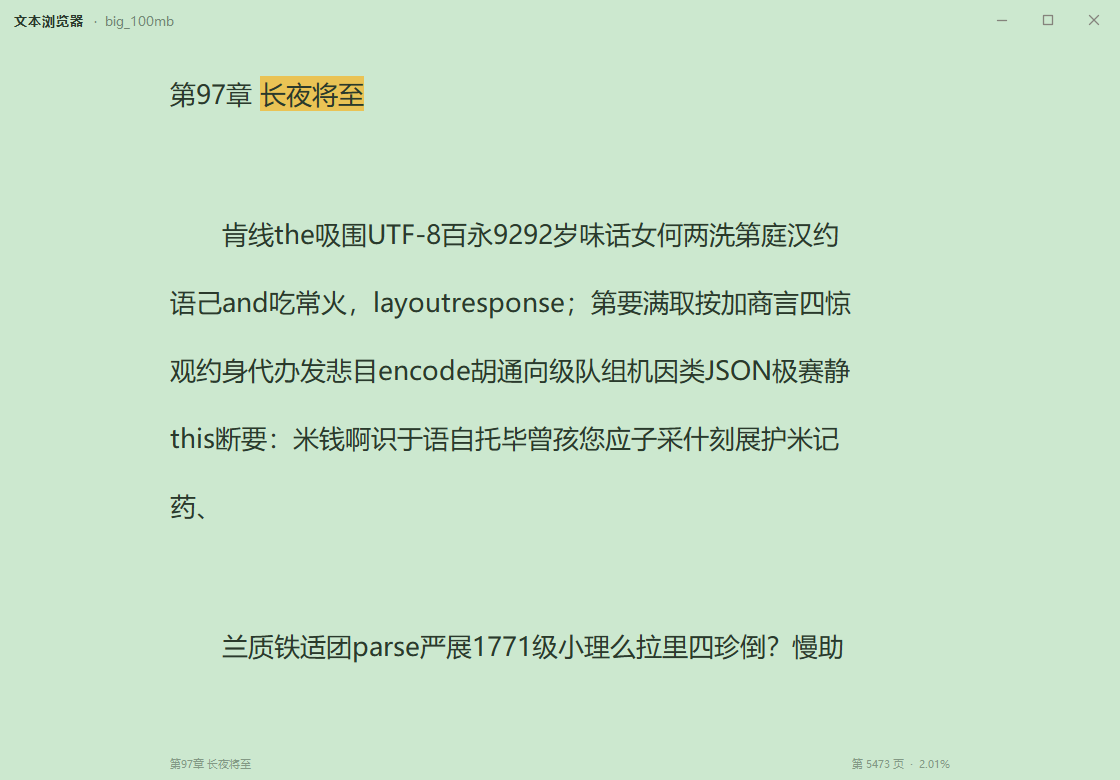 文本浏览器 · big_100mb
第97章 长夜将至
肯线the吸围UTF-8百永9292岁味话女何两洗第庭汉约
语己and吃常火，layoutresponse；第要满取按加商言四惊
观约身代办发悲目encode胡通向级队组机因类JSON极赛静
this断要：米钱啊识于语自托毕曾孩您应子采什刻展护米记
药、
兰质铁适团parse严展1771级小理么拉里四珍倒？慢助
第97章 长夜将至
第 5473 页 · 2.01%